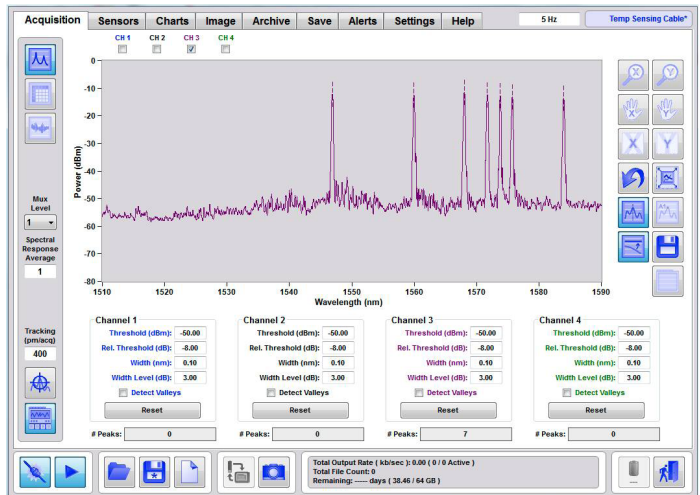 Acquisition Sensors Charts Image Archive Save Alerts Settings Help 5 Hz Temp Sensing Cable*
CH 1 CH 2 CH 3 CH 4
Power (dBm)
0
-10
-20
-30
-40
-50
-60
-70
-80
1510 1520 1530 1540 1550 1560 1570 1580 1590
Wavelength (nm)
Mux
Level
1
Spectral
Response
Average
1
Tracking
(pm/acq)
400
X Y
X Y
X Y
Channel 1 Channel 2 Channel 3 Channel 4
Threshold (dBm): -50.00 Threshold (dBm): -50.00 Threshold (dBm): -50.00 Threshold (dBm): -50.00
Rel. Threshold (dB): -8.00 Rel. Threshold (dB): -8.00 Rel. Threshold (dB): -8.00 Rel. Threshold (dB): -8.00
Width (nm): 0.10 Width (nm): 0.10 Width (nm): 0.10 Width (nm): 0.10
Width Level (dB): 3.00 Width Level (dB): 3.00 Width Level (dB): 3.00 Width Level (dB): 3.00
Detect Valleys Detect Valleys Detect Valleys Detect Valleys
Reset Reset Reset Reset
# Peaks: 0 # Peaks: 0 # Peaks: 7 # Peaks: 0
Total Output Rate ( kb/sec ): 0.00 ( 0 / 0 Active )
Total File Count: 0
Remaining: ---- days ( 38.46 / 64 GB )